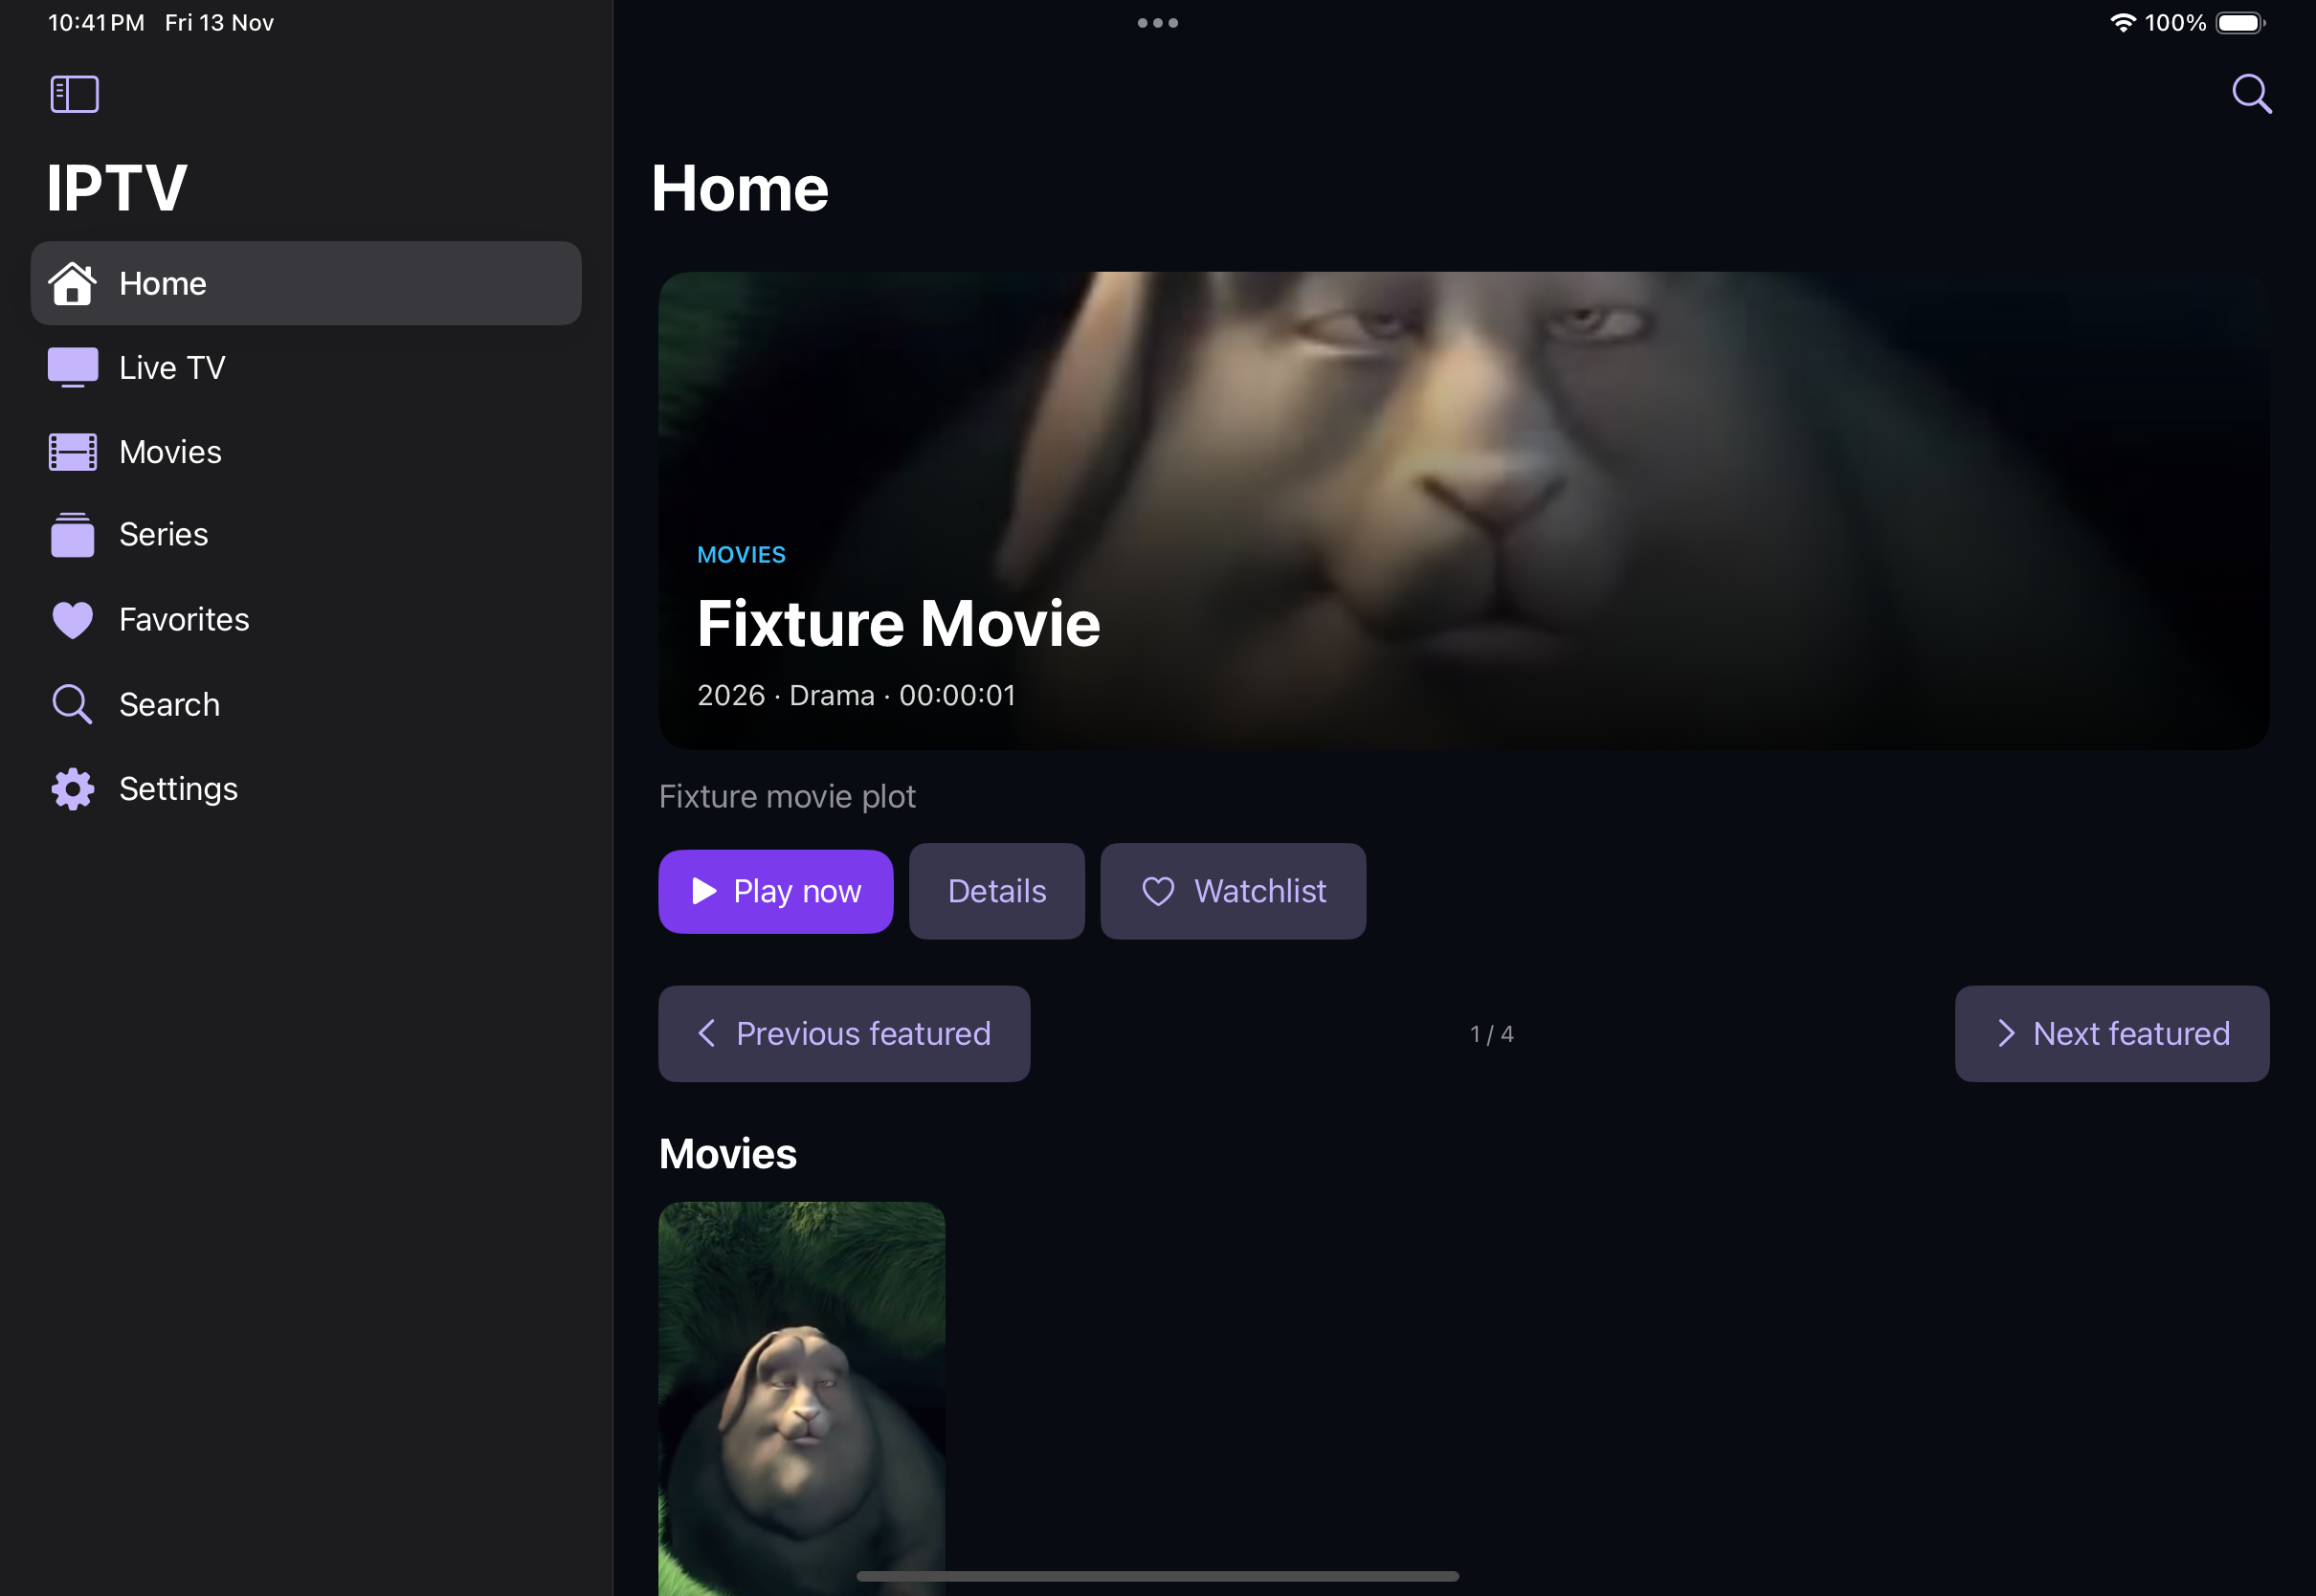 10:41 PM Fri 13 Nov
100%
IPTV
Home
Live TV
Movies
Series
Favorites
Search
Settings
Home
MOVIES
Fixture Movie
2026 · Drama · 00:00:01
Fixture movie plot
Play now
Details
Watchlist
Previous featured
1 / 4
Next featured
Movies